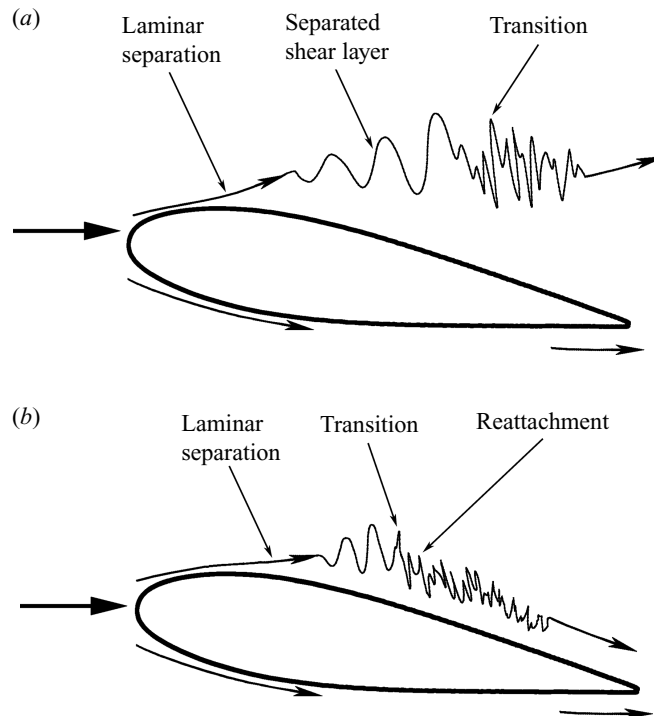 (a)
Laminar
separation
Separated
shear layer
Transition
(b)
Laminar
separation
Transition
Reattachment